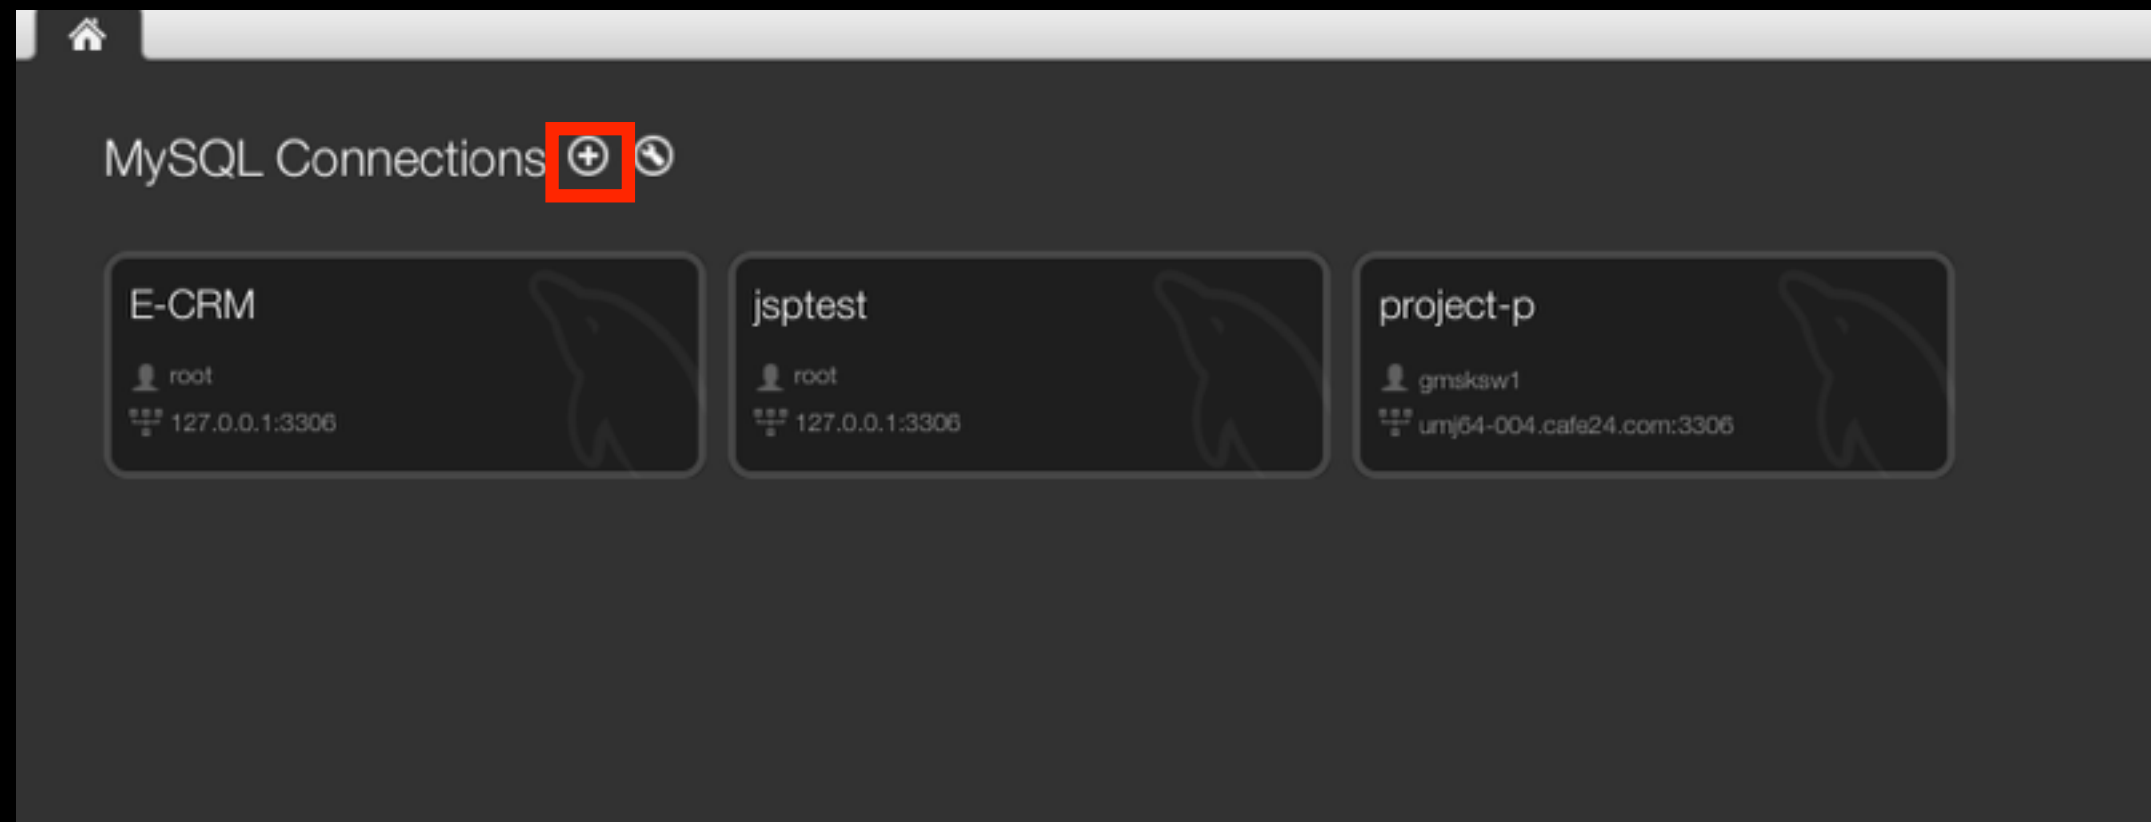 MySQL Connections
E-CRM
root
127.0.0.1:3306
jsptest
root
127.0.0.1:3306
project-p
gmsksw1
umj64-004.cafe24.com:3306